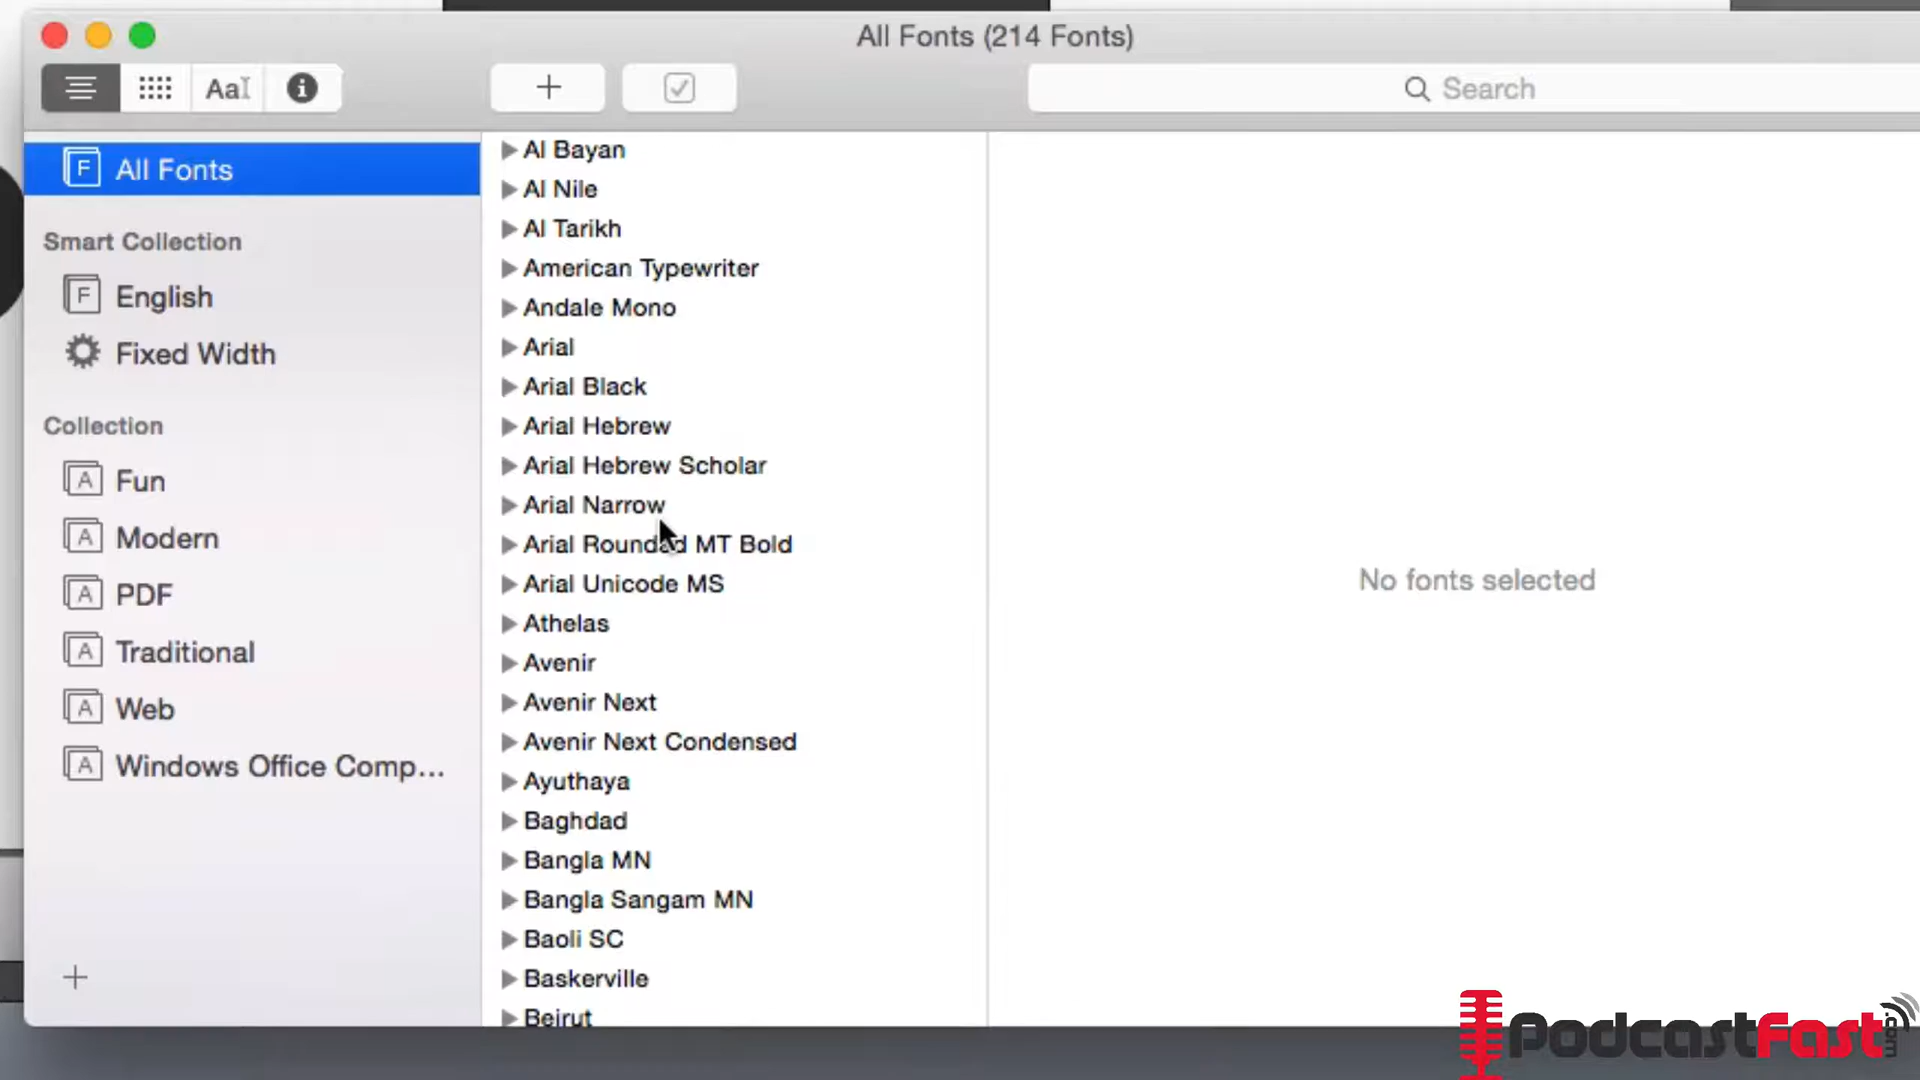 All Fonts (214 Fonts)
AaI
Search
All Fonts
Smart Collection
English
Fixed Width
Collection
Fun
Modern
PDF
Traditional
Web
Windows Office Comp...
Al Bayan
Al Nile
Al Tarikh
American Typewriter
Andale Mono
Arial
Arial Black
Arial Hebrew
Arial Hebrew Scholar
Arial Narrow
Arial Rounded MT Bold
Arial Unicode MS
Athelas
Avenir
Avenir Next
Avenir Next Condensed
Ayuthaya
Baghdad
Bangla MN
Bangla Sangam MN
Baoli SC
Baskerville
Beirut
No fonts selected
PodcastFast.com